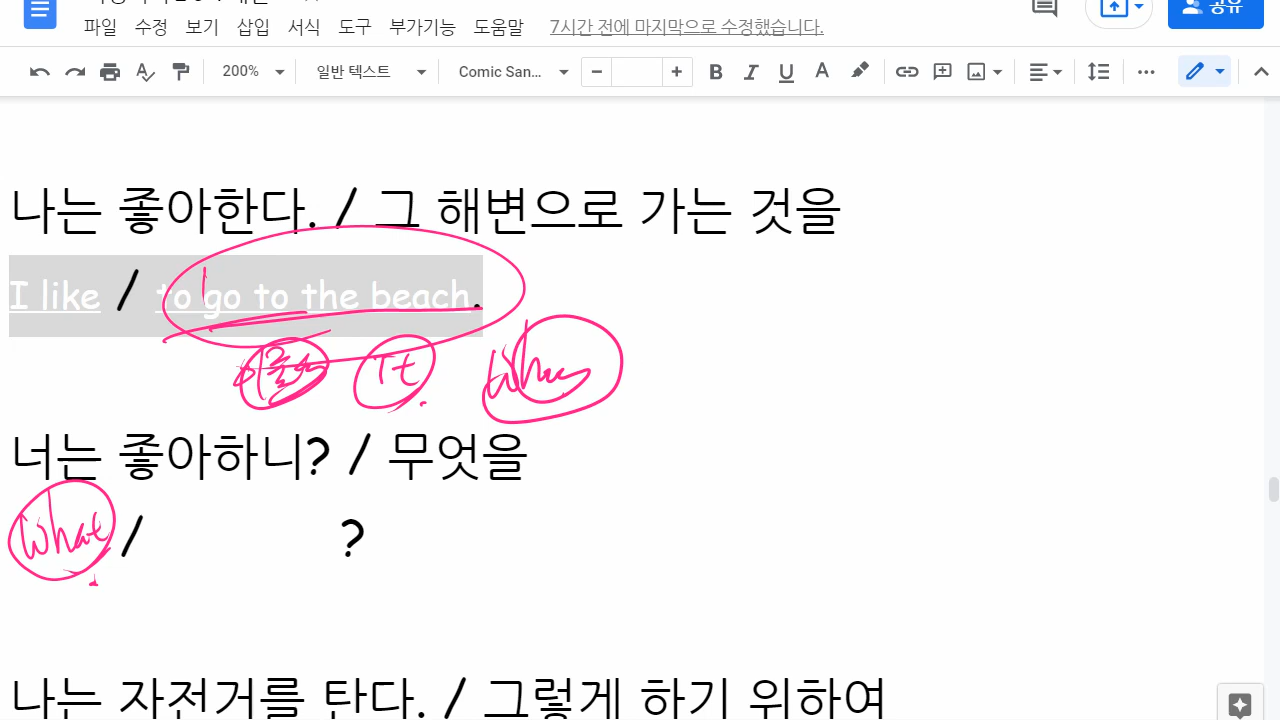 파일 수정 보기 삽입 서식 도구 부가기능 도움말 7시간 전에 마지막으로 수정했습니다. 공유
200% 일반 텍스트 Comic San... − + B I U A
나는 좋아한다. / 그 해변으로 가는 것을
I like / to go to the beach.
It
너는 좋아하니? / 무엇을
What / ?
나는 자전거를 탄다. / 그렇게 하기 위하여